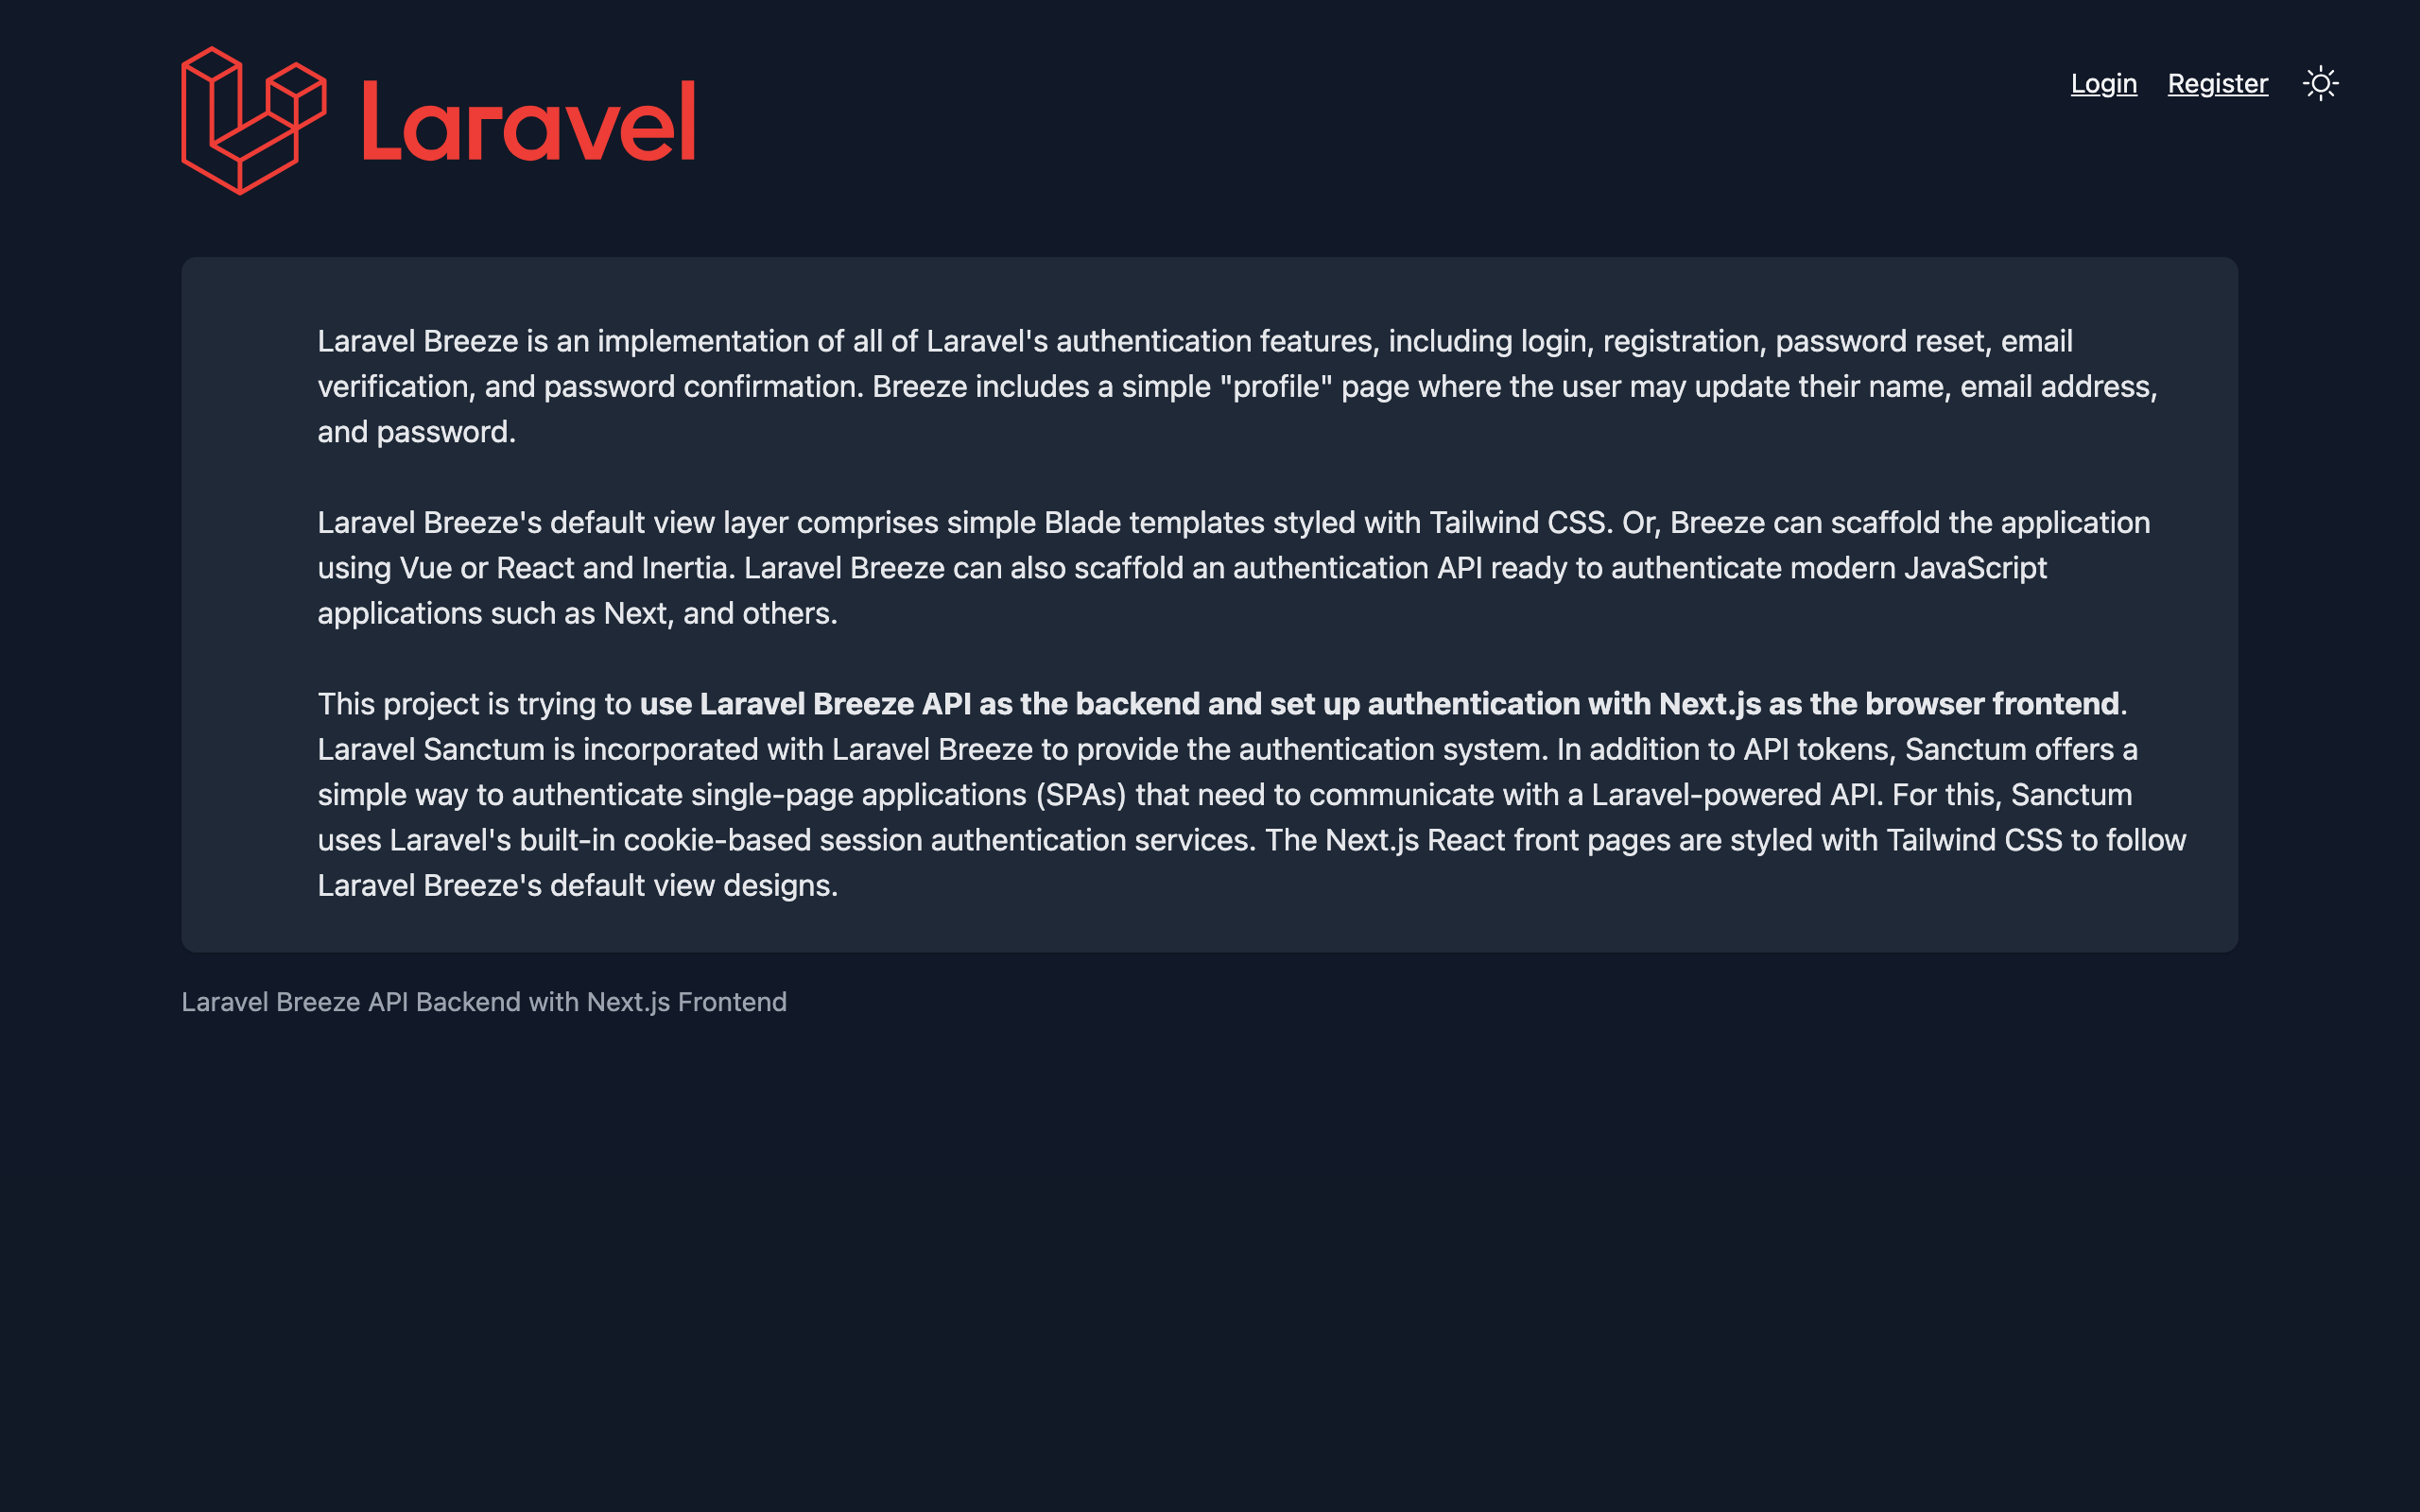 Laravel
Login Register
Laravel Breeze is an implementation of all of Laravel's authentication features, including login, registration, password reset, email
verification, and password confirmation. Breeze includes a simple "profile" page where the user may update their name, email address,
and password.
Laravel Breeze's default view layer comprises simple Blade templates styled with Tailwind CSS. Or, Breeze can scaffold the application
using Vue or React and Inertia. Laravel Breeze can also scaffold an authentication API ready to authenticate modern JavaScript
applications such as Next, and others.
This project is trying to use Laravel Breeze API as the backend and set up authentication with Next.js as the browser frontend.
Laravel Sanctum is incorporated with Laravel Breeze to provide the authentication system. In addition to API tokens, Sanctum offers a
simple way to authenticate single-page applications (SPAs) that need to communicate with a Laravel-powered API. For this, Sanctum
uses Laravel's built-in cookie-based session authentication services. The Next.js React front pages are styled with Tailwind CSS to follow
Laravel Breeze's default view designs.
Laravel Breeze API Backend with Next.js Frontend